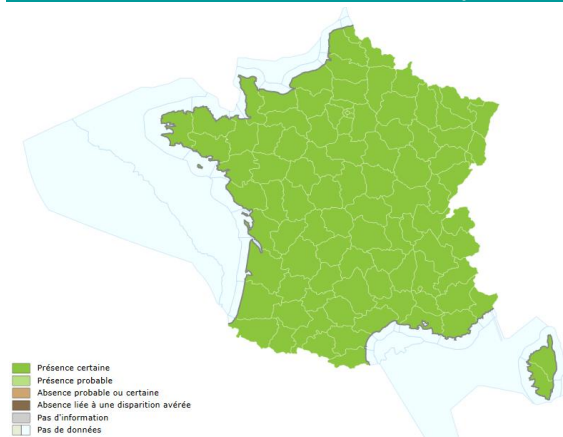 Présence certaine
Présence probable
Absence probable ou certaine
Absence liée à une disparition avérée
Pas d'information
Pas de données